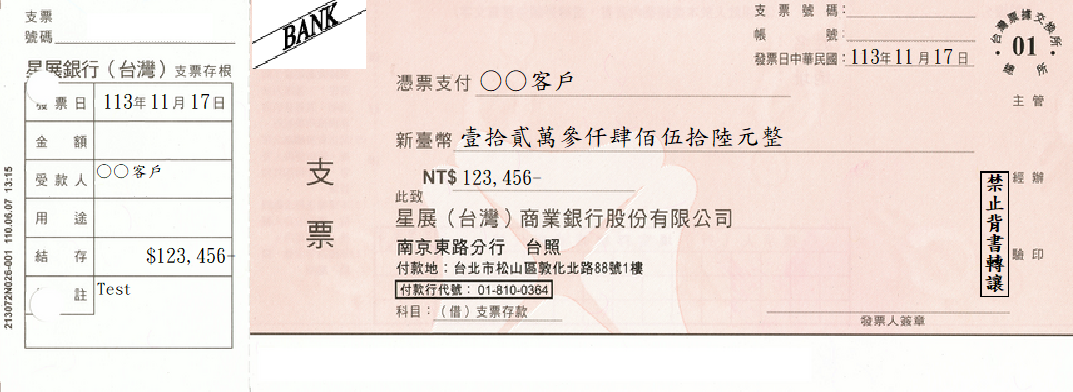 支票
號碼
星展銀行（台灣）支票存根
發票日 113年11月17日
金額
受款人 ○○客戶
用途
結存 $123,456-
註 Test
213072N026-001 110.06.07 13:15
BANK
支票
支票號碼：
帳號：
發票日中華民國：113年11月17日
台灣票據交換所
01
主管
憑票支付 ○○客戶
新臺幣 壹拾貳萬參仟肆佰伍拾陸元整
NT$ 123,456-
此致
星展（台灣）商業銀行股份有限公司
南京東路分行 台照
付款地：台北市松山區敦化北路88號1樓
付款行代號：01-810-0364
科目：（借）支票存款
禁止背書轉讓
經辦
驗印
發票人簽章